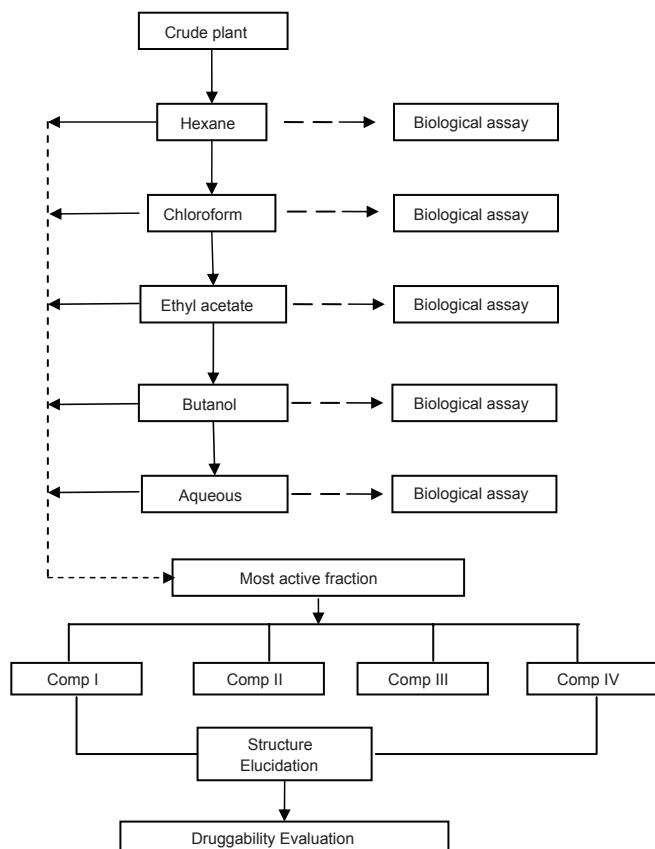 Crude plant
Hexane
Biological assay
Chloroform
Biological assay
Ethyl acetate
Biological assay
Butanol
Biological assay
Aqueous
Biological assay
Most active fraction
Comp I
Comp II
Comp III
Comp IV
Structure
Elucidation
Druggability Evaluation